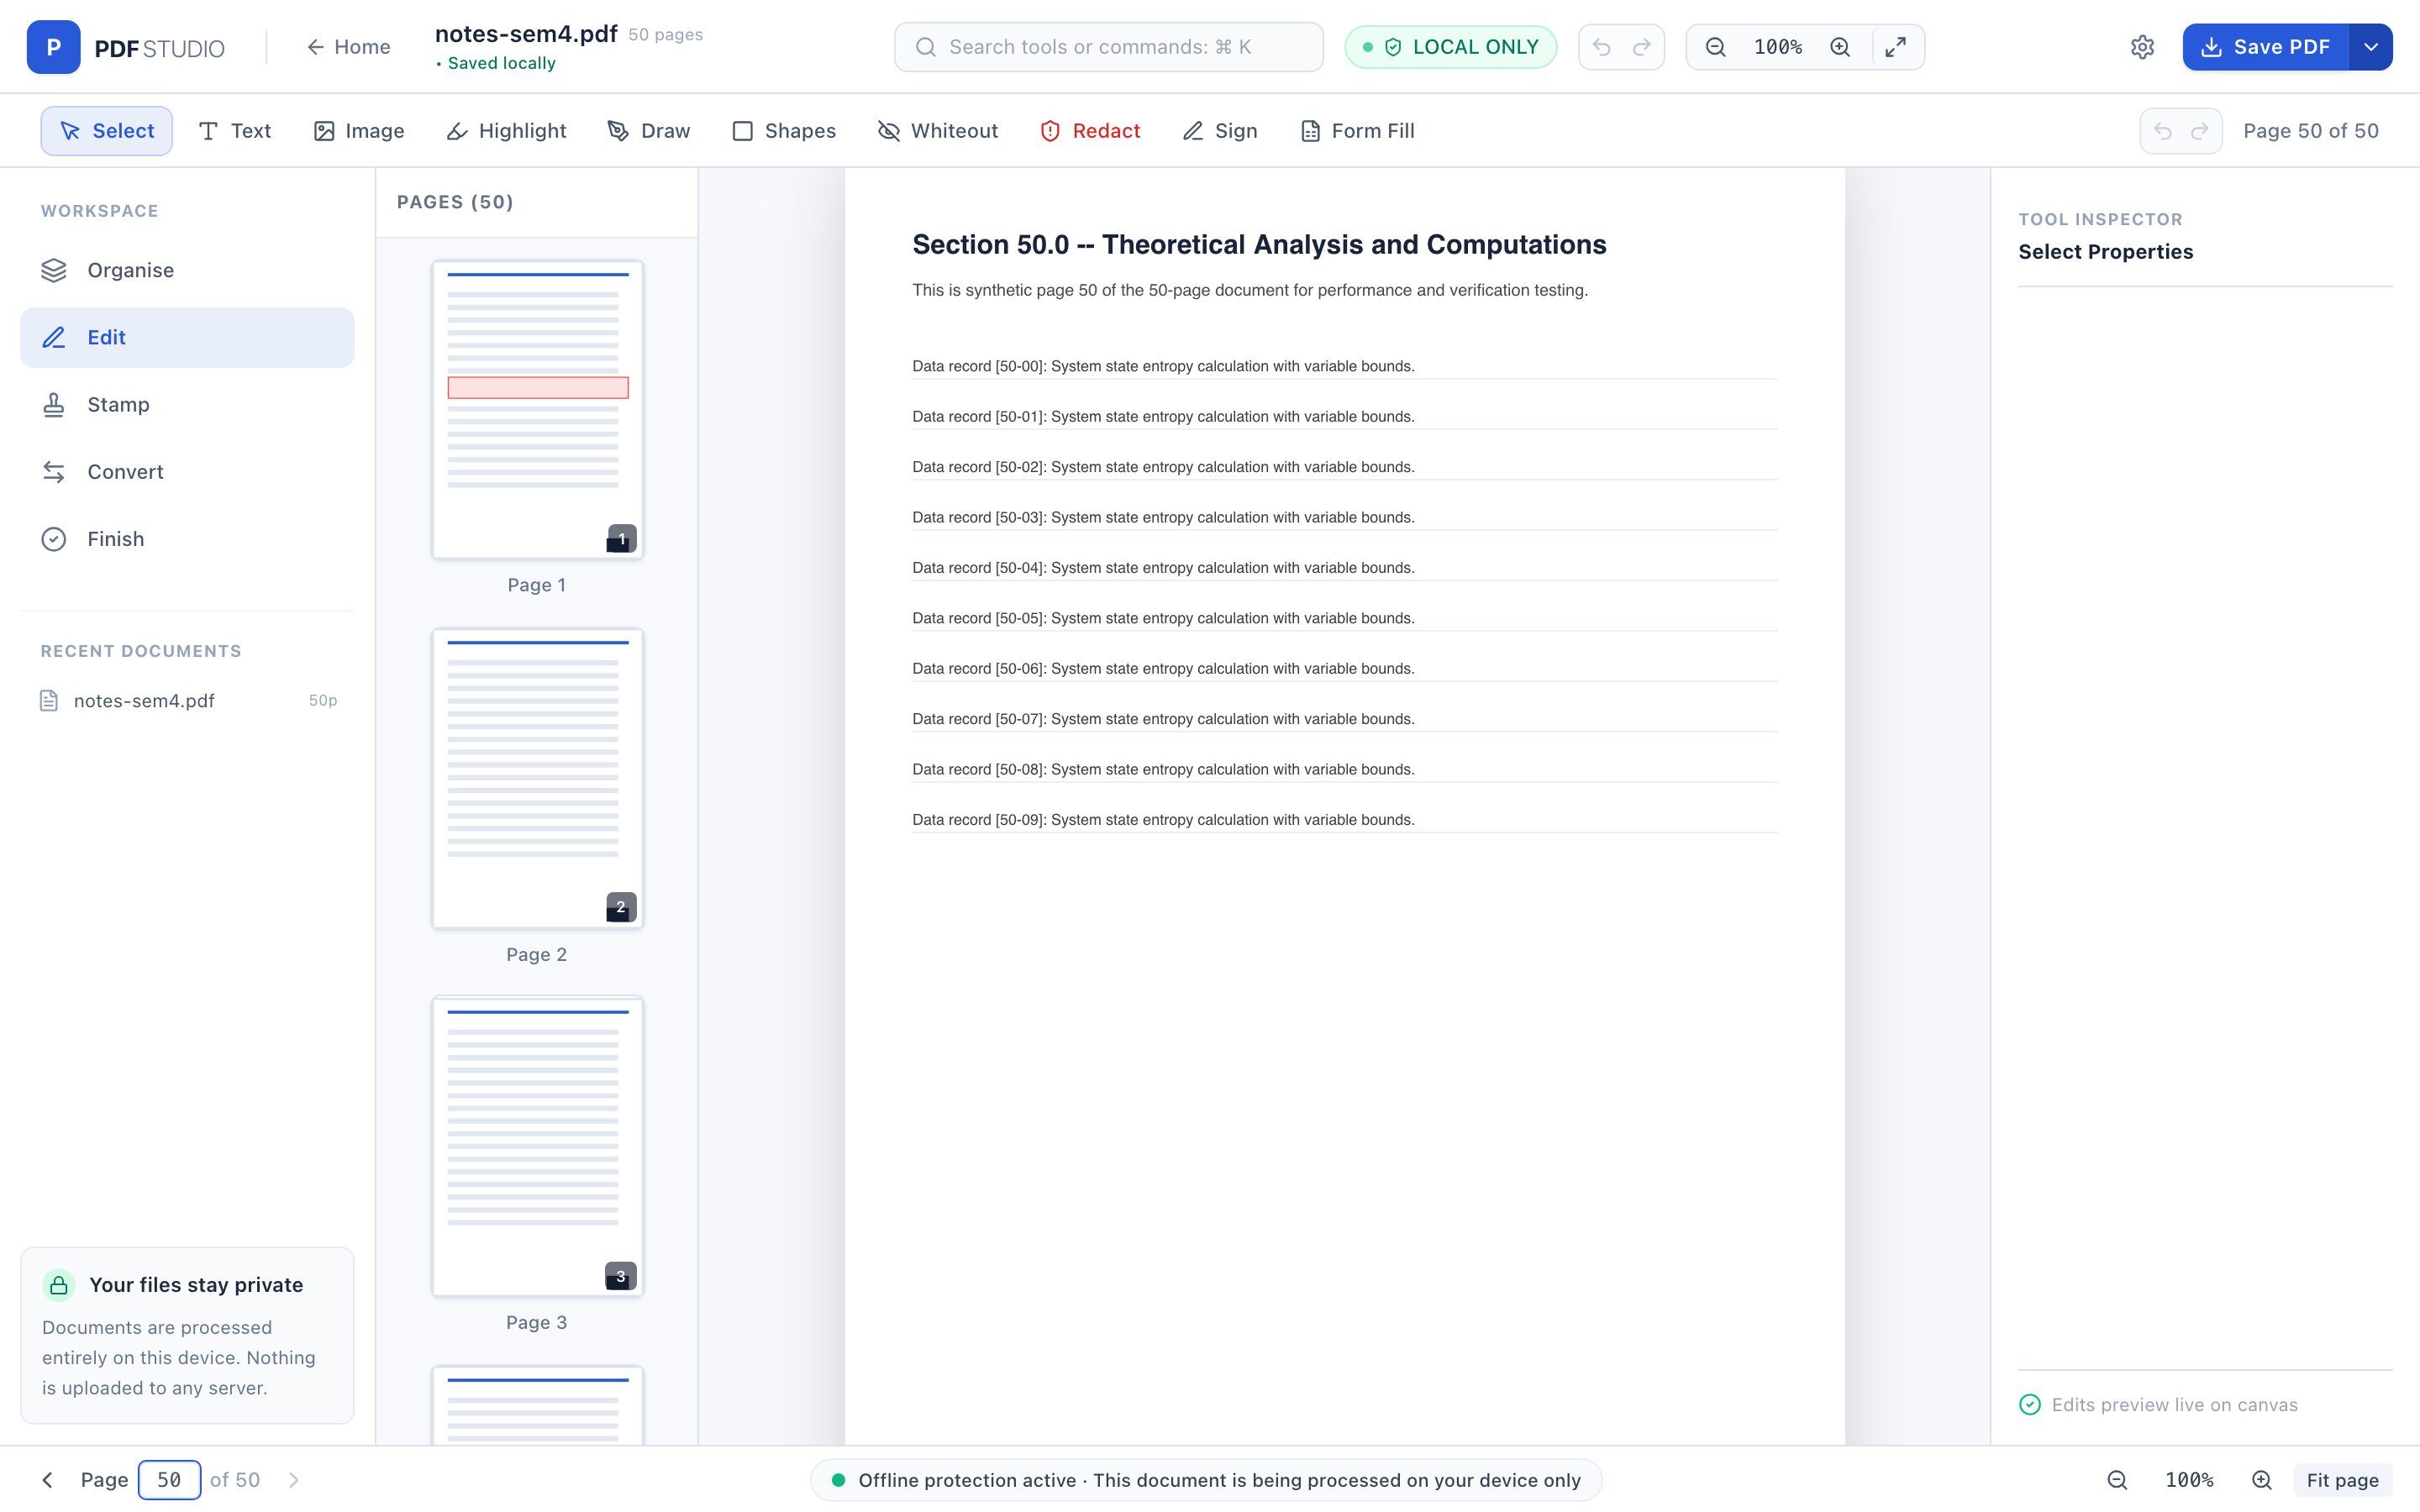 P PDF STUDIO
Home
notes-sem4.pdf 50 pages
• Saved locally
Search tools or commands: ⌘ K
LOCAL ONLY
100%
Save PDF
Select
Text
Image
Highlight
Draw
Shapes
Whiteout
Redact
Sign
Form Fill
Page 50 of 50
WORKSPACE
Organise
Edit
Stamp
Convert
Finish
RECENT DOCUMENTS
notes-sem4.pdf 50p
Your files stay private
Documents are processed
entirely on this device. Nothing
is uploaded to any server.
PAGES (50)
1
Page 1
2
Page 2
3
Page 3
Section 50.0 -- Theoretical Analysis and Computations
This is synthetic page 50 of the 50-page document for performance and verification testing.
Data record [50-00]: System state entropy calculation with variable bounds.
Data record [50-01]: System state entropy calculation with variable bounds.
Data record [50-02]: System state entropy calculation with variable bounds.
Data record [50-03]: System state entropy calculation with variable bounds.
Data record [50-04]: System state entropy calculation with variable bounds.
Data record [50-05]: System state entropy calculation with variable bounds.
Data record [50-06]: System state entropy calculation with variable bounds.
Data record [50-07]: System state entropy calculation with variable bounds.
Data record [50-08]: System state entropy calculation with variable bounds.
Data record [50-09]: System state entropy calculation with variable bounds.
TOOL INSPECTOR
Select Properties
Edits preview live on canvas
Page 50 of 50
Offline protection active · This document is being processed on your device only
100%
Fit page